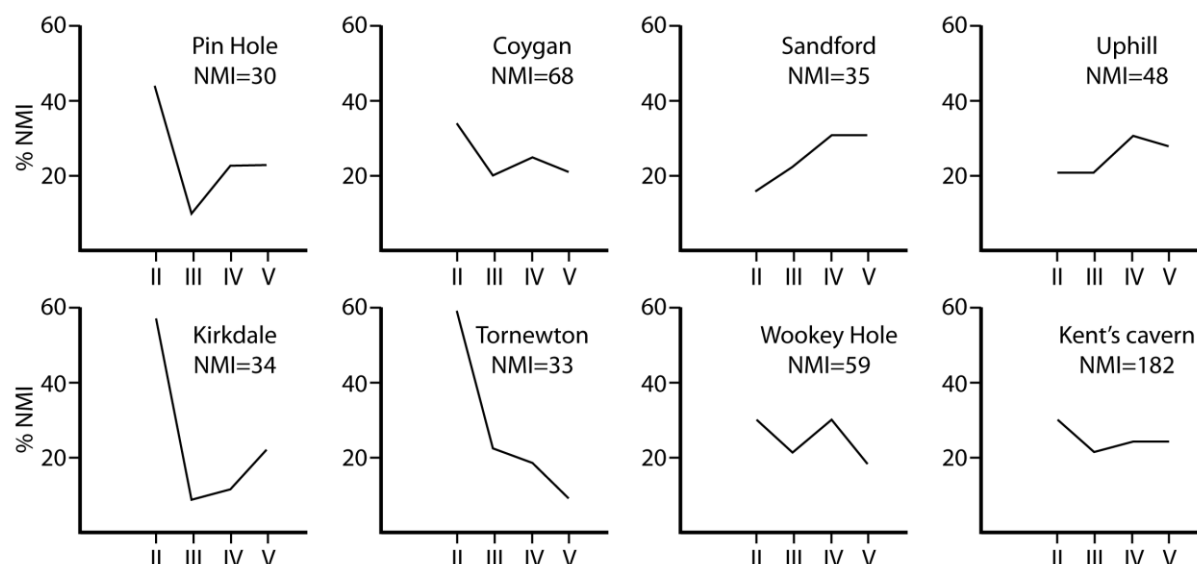 60
Pin Hole
NMI=30
40
% NMI
20
II III IV V
60
Coygan
NMI=68
40
20
II III IV V
60
Sandford
NMI=35
40
20
II III IV V
60
Uphill
NMI=48
40
20
II III IV V
60
Kirkdale
NMI=34
40
% NMI
20
II III IV V
60
Tornewton
NMI=33
40
20
II III IV V
60
Wookey Hole
NMI=59
40
20
II III IV V
60
Kent's cavern
NMI=182
40
20
II III IV V